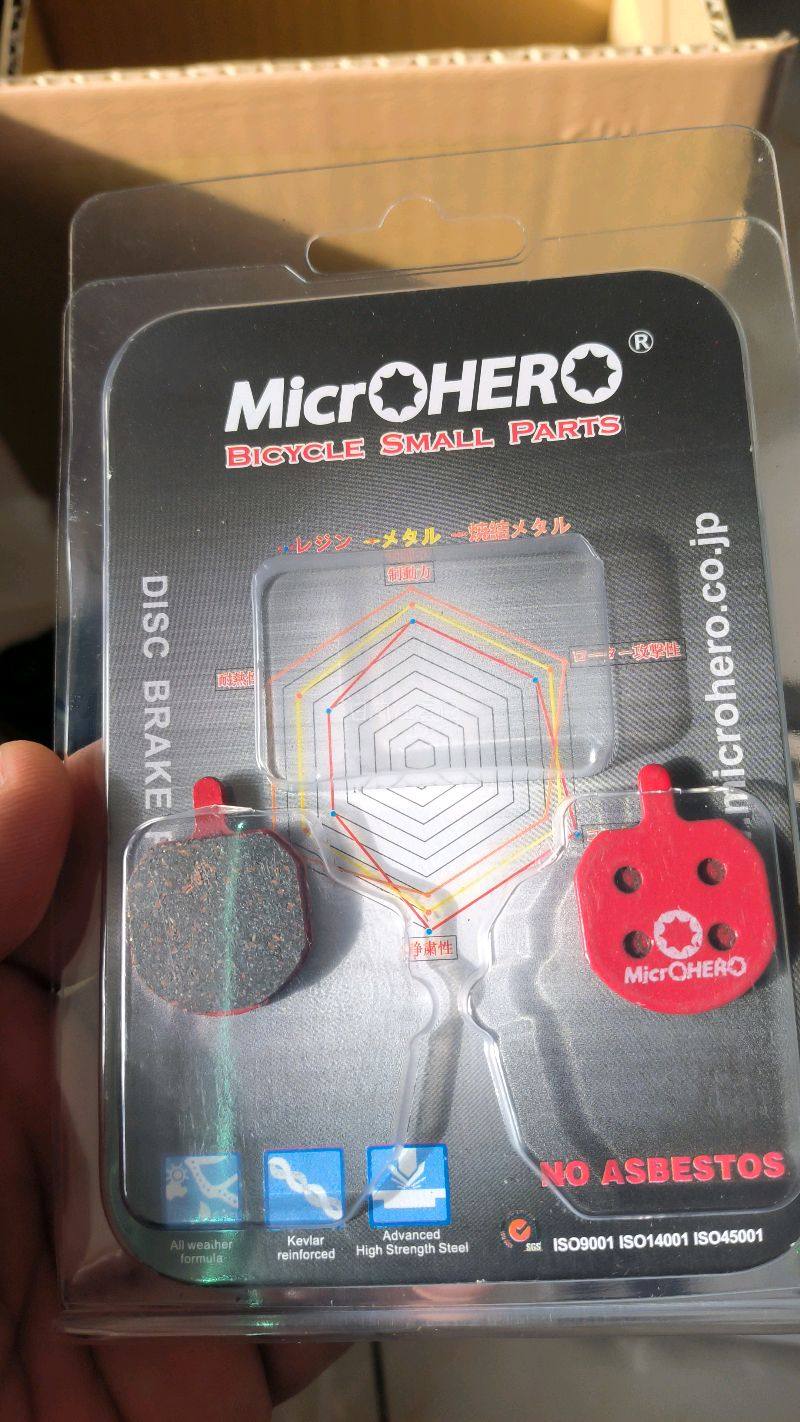 MicrOHERO®
BICYCLE SMALL PARTS
レジン ーメタル ー焼結メタル
制動力
ローター攻撃性
静粛性
DISC BRAKE
microhero.co.jp
MicrOHERO
NO ASBESTOS
All weather
formula
Kevlar
reinforced
Advanced
High Strength Steel
SGS
ISO9001 ISO14001 ISO45001